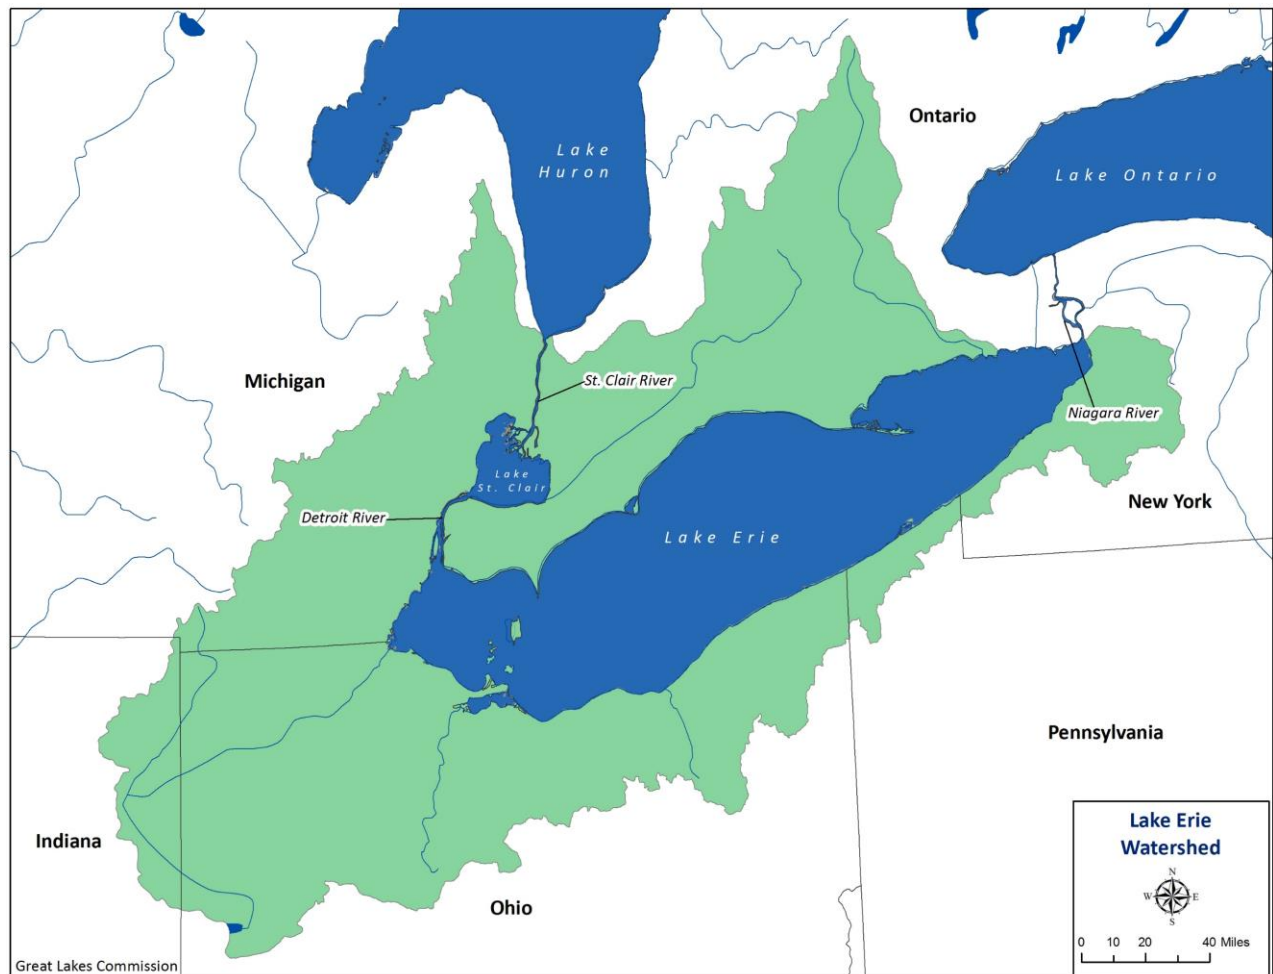 Ontario
Lake
Huron
Lake Ontario
Michigan
St. Clair River
Niagara River
Lake
St. Clair
New York
Detroit River
Lake Erie
Pennsylvania
Indiana
Ohio
Lake Erie
Watershed
N
W E
S
0 10 20 40 Miles
Great Lakes Commission